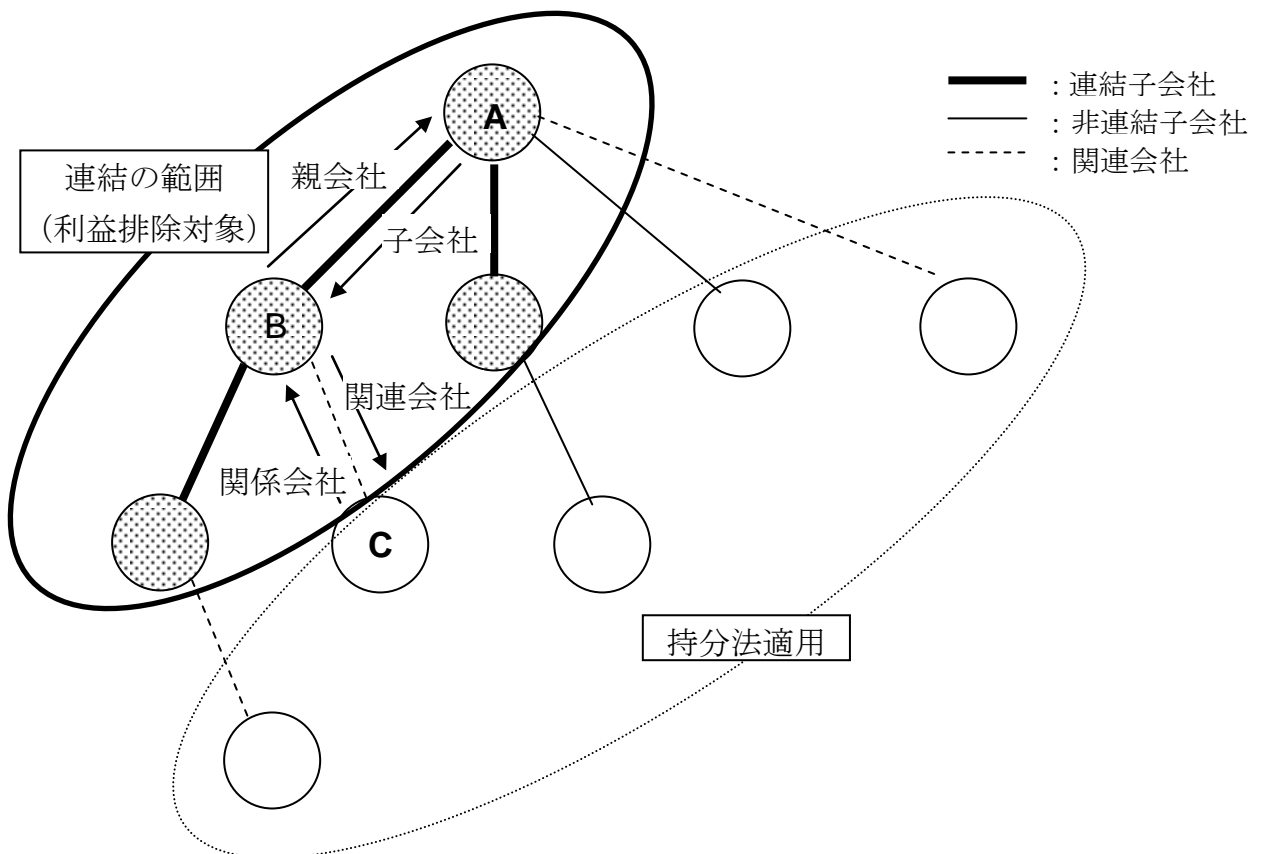 A
：連結子会社
：非連結子会社
：関連会社
連結の範囲
（利益排除対象）
親会社
子会社
B
関連会社
関係会社
C
持分法適用